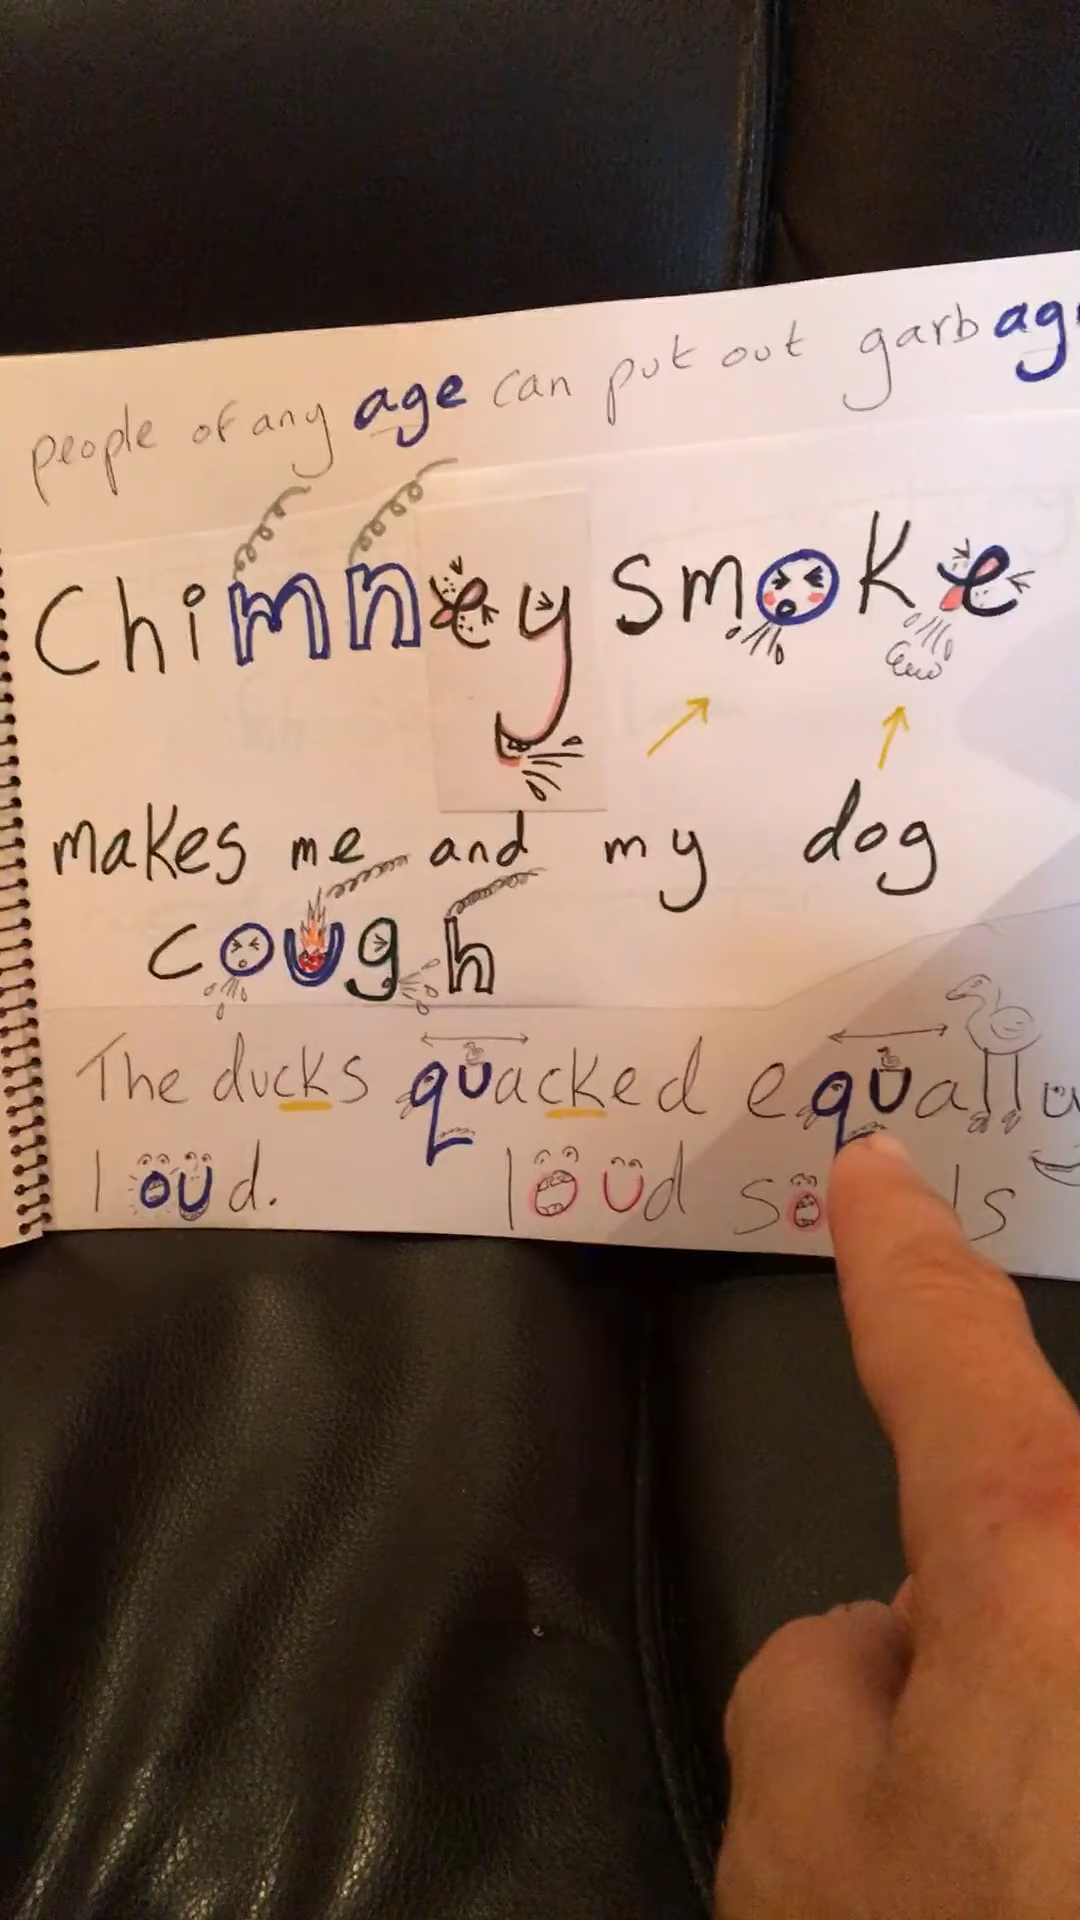 people of any age can put out garbag
Chimney smoke
makes me and my dog
cough
The ducks quacked equally
loud. loud s